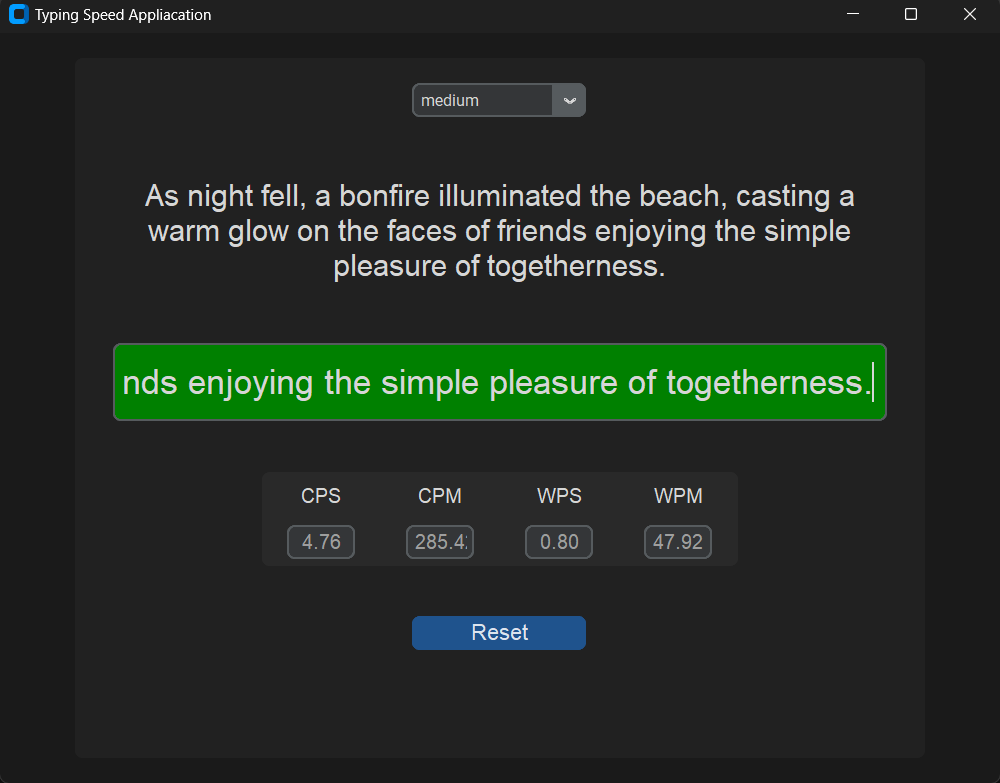 Typing Speed Appliacation
medium
As night fell, a bonfire illuminated the beach, casting a
warm glow on the faces of friends enjoying the simple
pleasure of togetherness.
nds enjoying the simple pleasure of togetherness.
CPS CPM WPS WPM
4.76 285.4 0.80 47.92
Reset